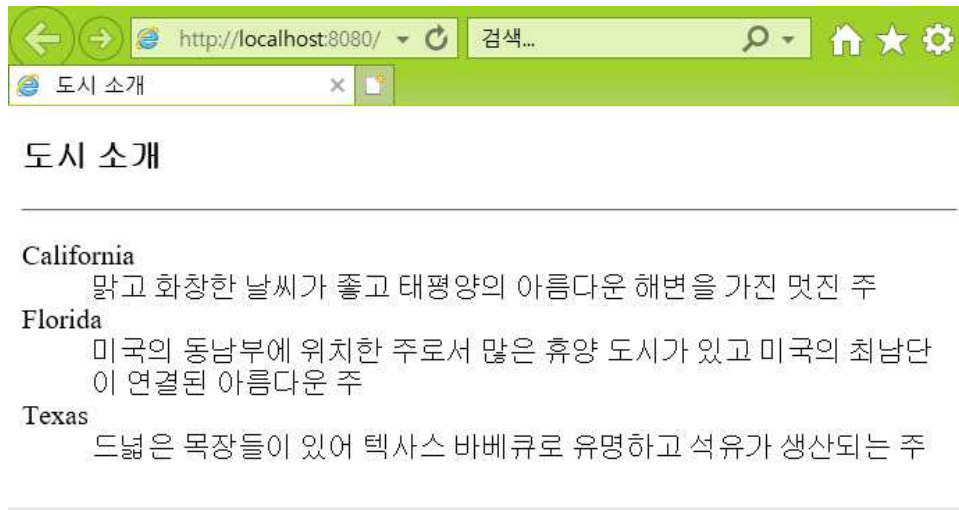 http://localhost:8080/
검색...
도시 소개
도시 소개
California
맑고 화창한 날씨가 좋고 태평양의 아름다운 해변을 가진 멋진 주
Florida
미국의 동남부에 위치한 주로서 많은 휴양 도시가 있고 미국의 최남단
이 연결된 아름다운 주
Texas
드넓은 목장들이 있어 텍사스 바베큐로 유명하고 석유가 생산되는 주